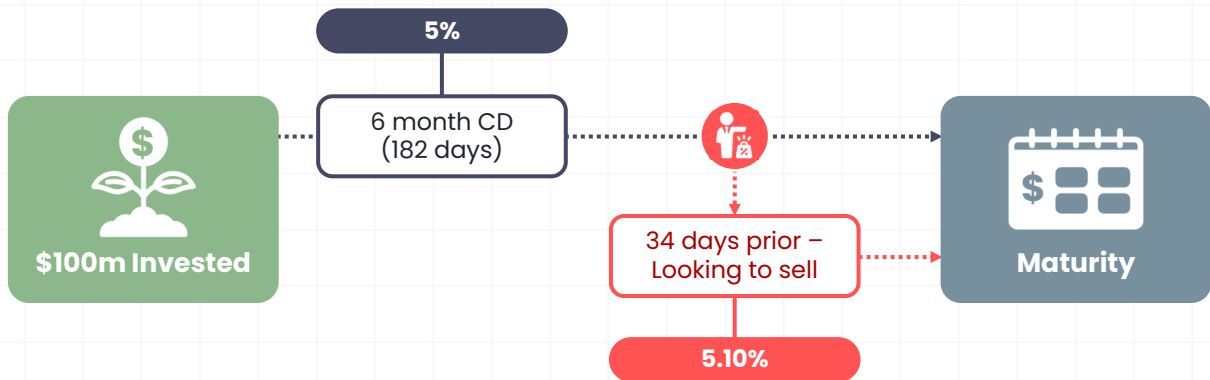 5%
6 month CD
(182 days)
$
$100m Invested
34 days prior –
Looking to sell
5.10%
$
Maturity